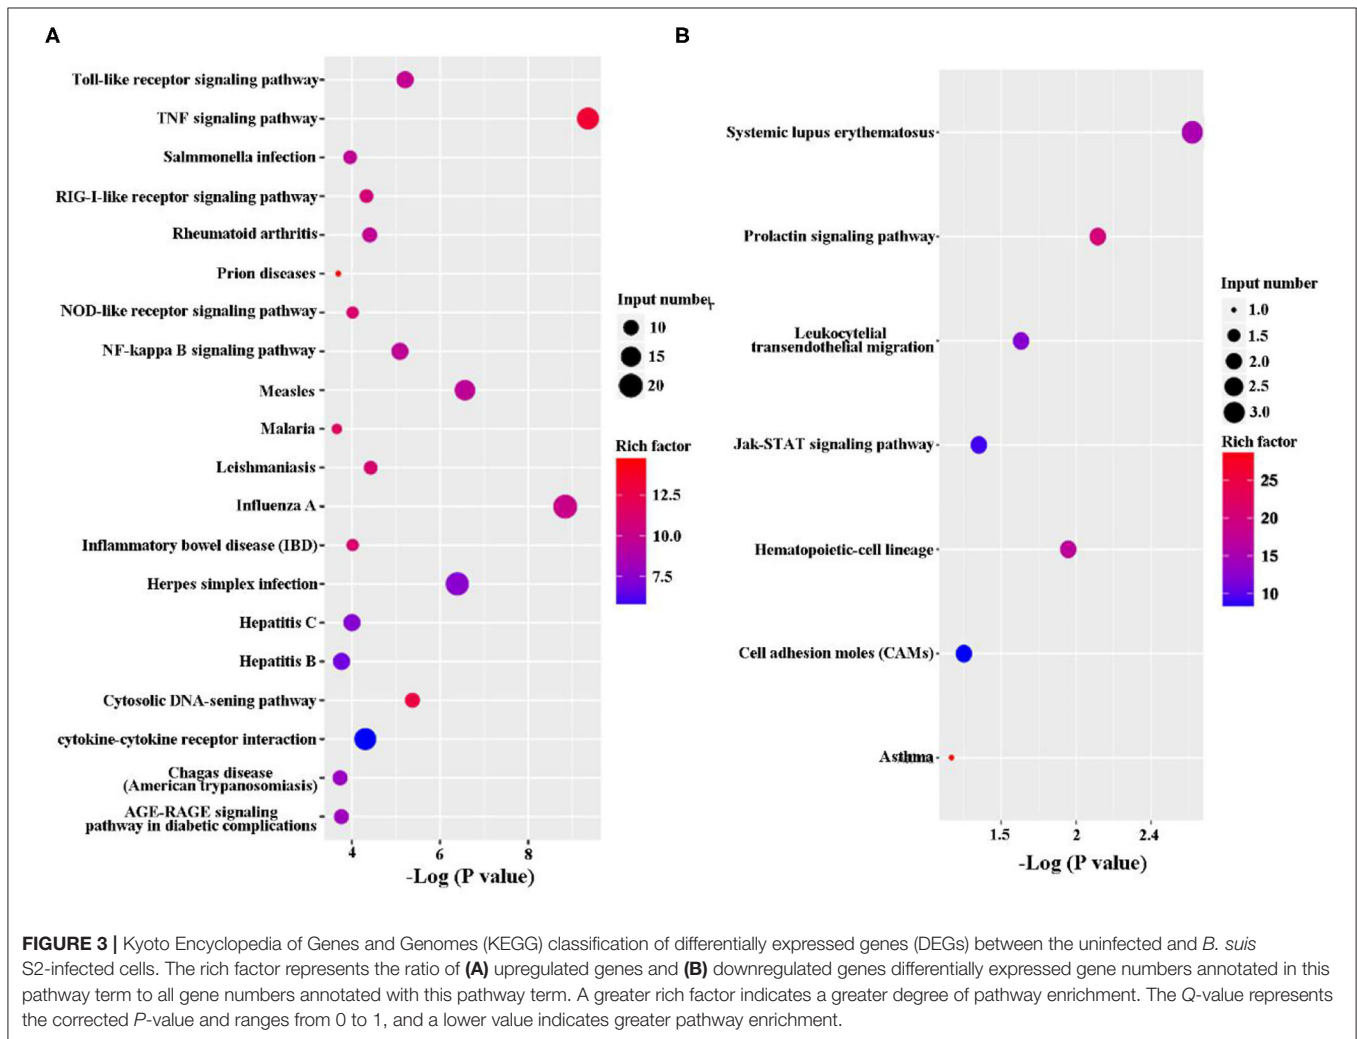 A
Toll-like receptor signaling pathway
TNF signaling pathway
Salmmonella infection
RIG-I-like receptor signaling pathway
Rheumatoid arthritis
Prion diseases
NOD-like receptor signaling pathway
NF-kappa B signaling pathway
Measles
Malaria
Leishmaniasis
Influenza A
Inflammatory bowel disease (IBD)
Herpes simplex infection
Hepatitis C
Hepatitis B
Cytosolic DNA-sening pathway
cytokine-cytokine receptor interaction
Chagas disease
(American trypanosomiasis)
AGE-RAGE signaling
pathway in diabetic complications
4 6 8
-Log (P value)
Input number
10
15
20
Rich factor
12.5
10.0
7.5
B
Systemic lupus erythematosus
Prolactin signaling pathway
Leukocytelial
transendothelial migration
Jak-STAT signaling pathway
Hematopoietic-cell lineage
Cell adhesion moles (CAMs)
Asthma
1.5 2 2.4
-Log (P value)
Input number
1.0
1.5
2.0
2.5
3.0
Rich factor
25
20
15
10
FIGURE 3 | Kyoto Encyclopedia of Genes and Genomes (KEGG) classification of differentially expressed genes (DEGs) between the uninfected and B. suis
S2-infected cells. The rich factor represents the ratio of (A) upregulated genes and (B) downregulated genes differentially expressed gene numbers annotated in this
pathway term to all gene numbers annotated with this pathway term. A greater rich factor indicates a greater degree of pathway enrichment. The Q-value represents
the corrected P-value and ranges from 0 to 1, and a lower value indicates greater pathway enrichment.